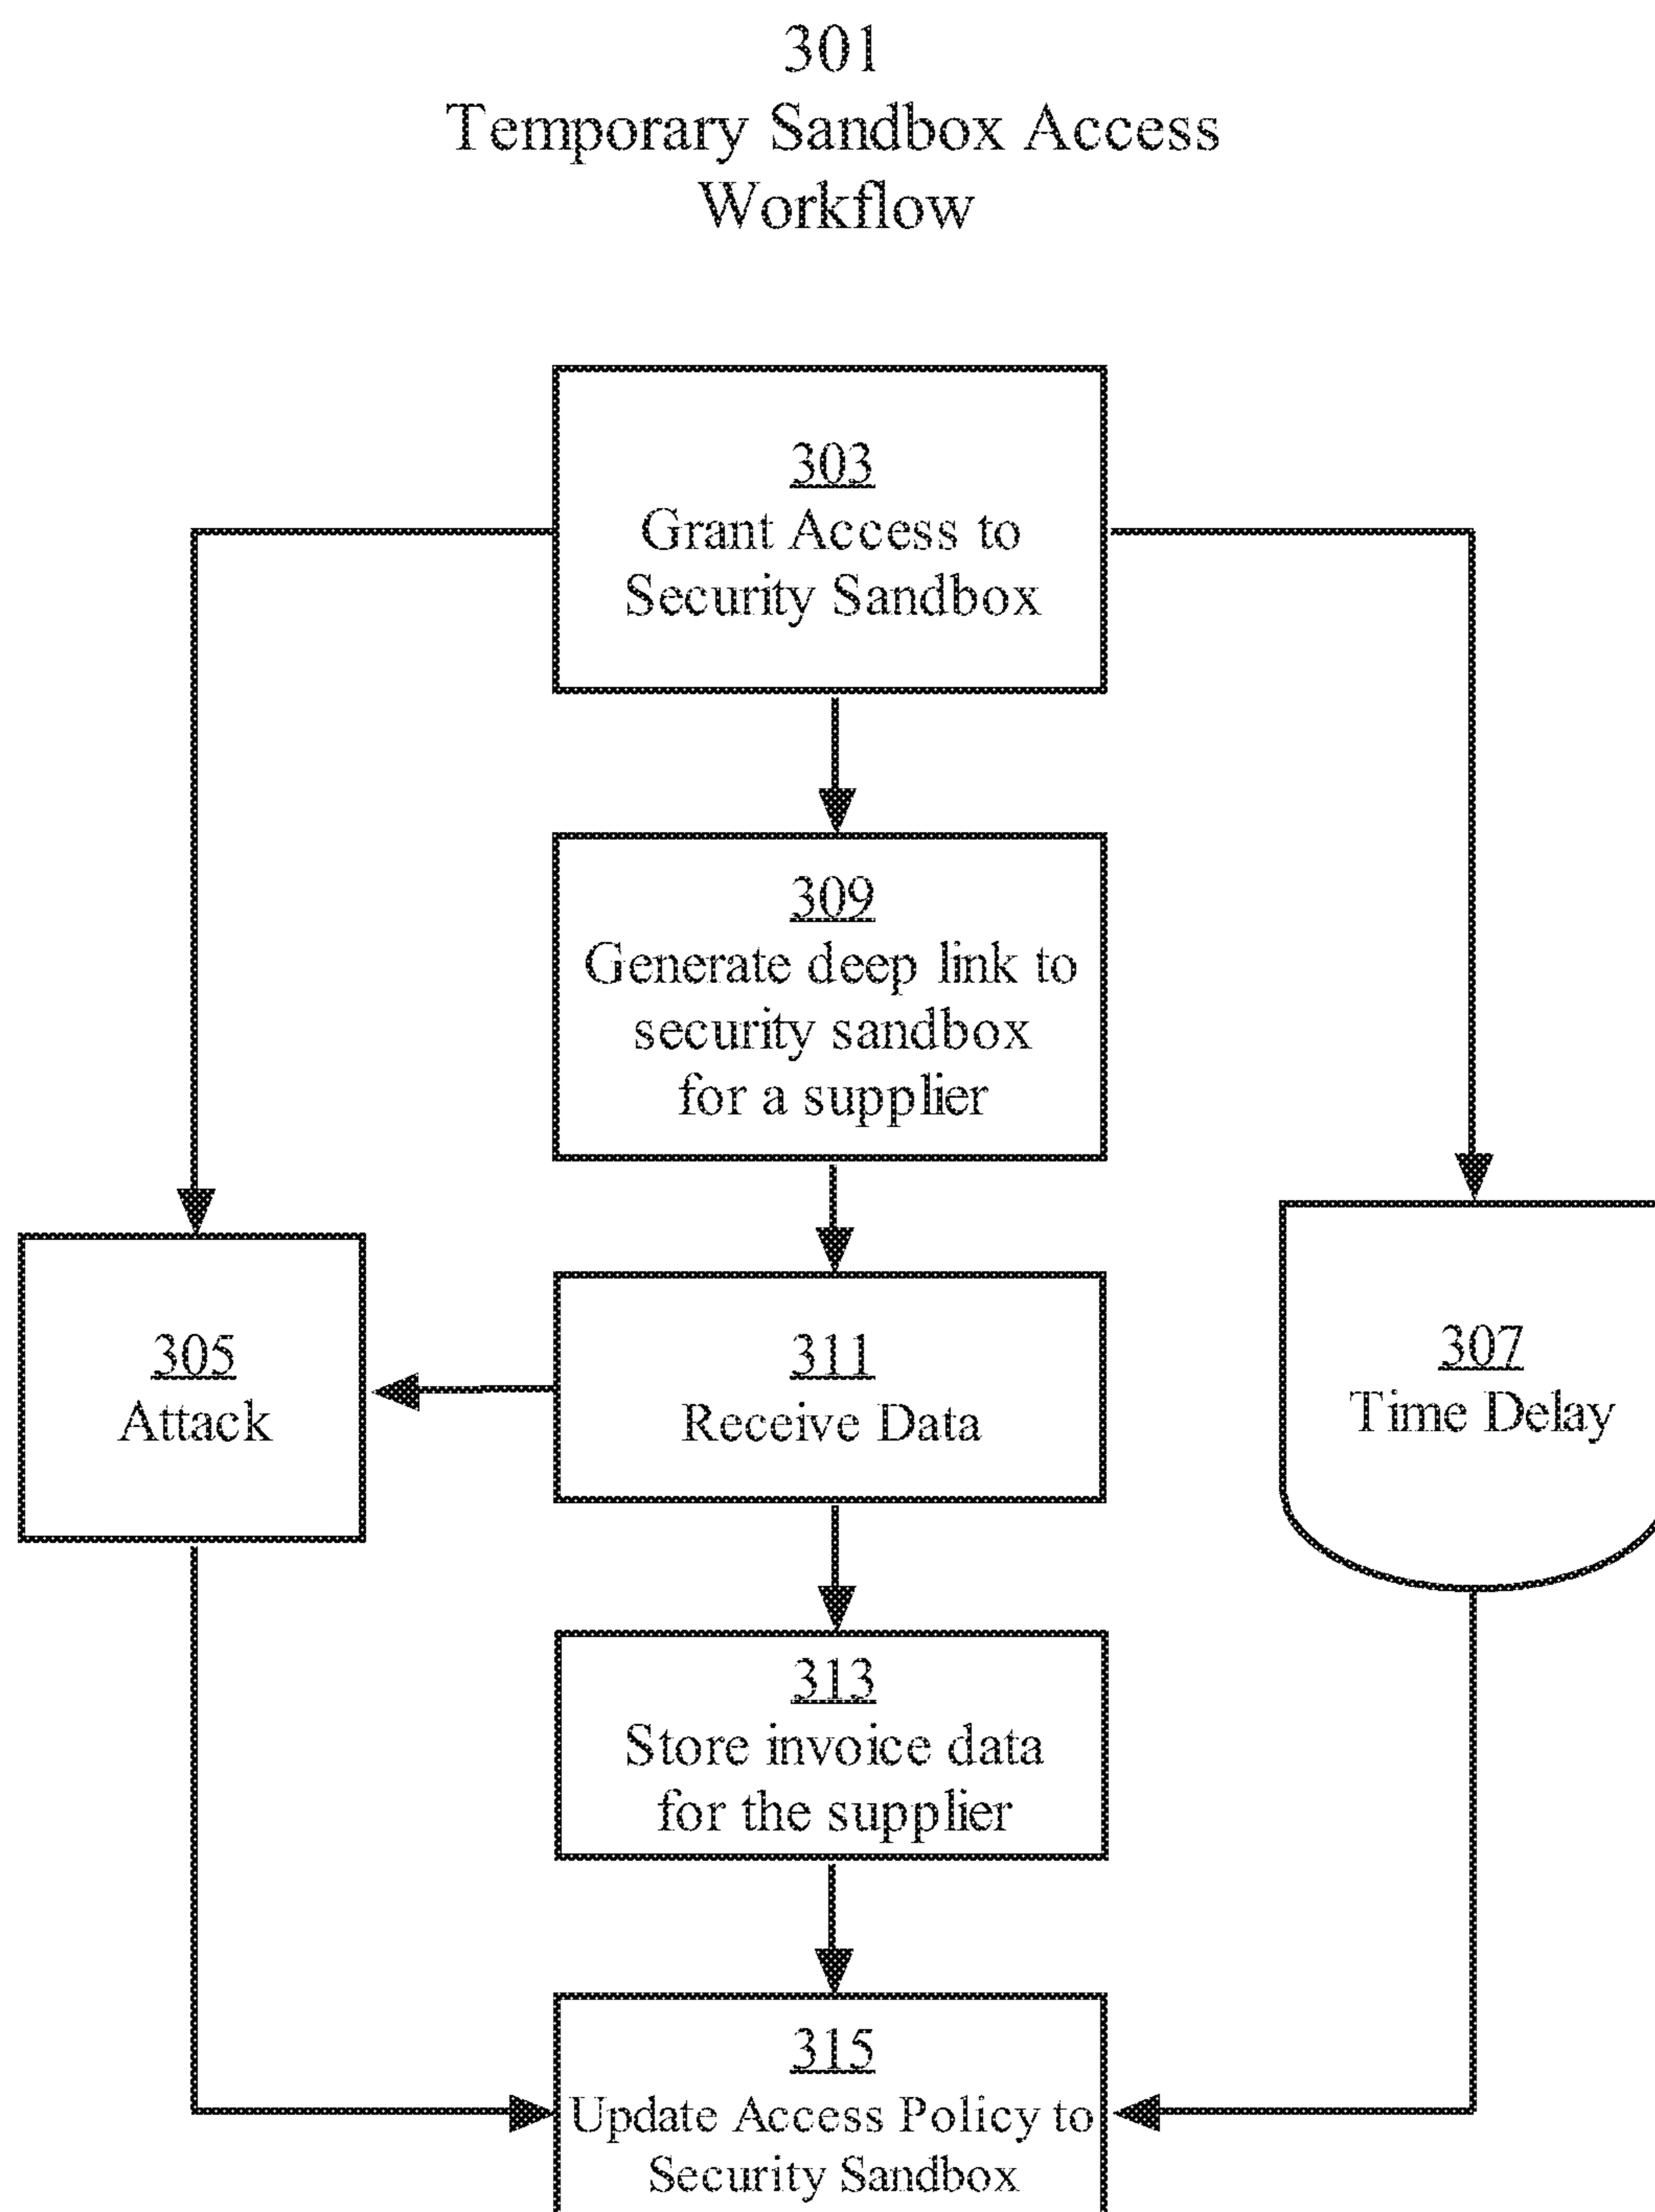 301
Temporary Sandbox Access
Workflow
303
Grant Access to
Security Sandbox
309
Generate deep link to
security sandbox
for a supplier
305
Attack
311
Receive Data
307
Time Delay
313
Store invoice data
for the supplier
315
Update Access Policy to
Security Sandbox